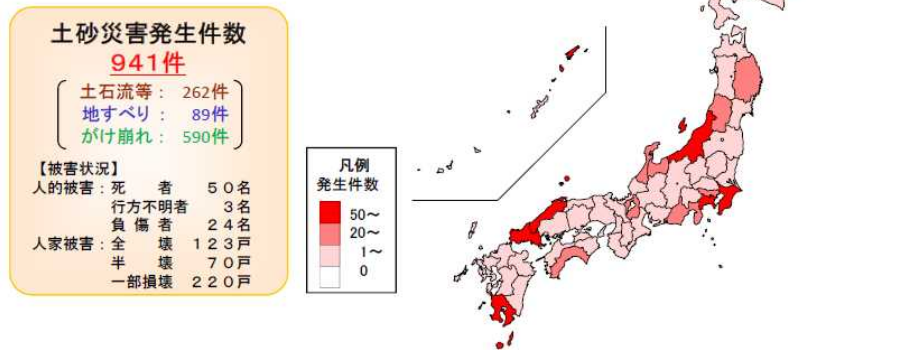 土砂災害発生件数
941件
土石流等： 262件
地すべり： 89件
がけ崩れ： 590件
【被害状況】
人的被害：死　　者　　５０名
行方不明者　　３名
負 傷 者　　２４名
人家被害：全　　壊　１２３戸
半　　壊　　７０戸
一部損壊　２２０戸
凡例
発生件数
50～
20～
1～
0